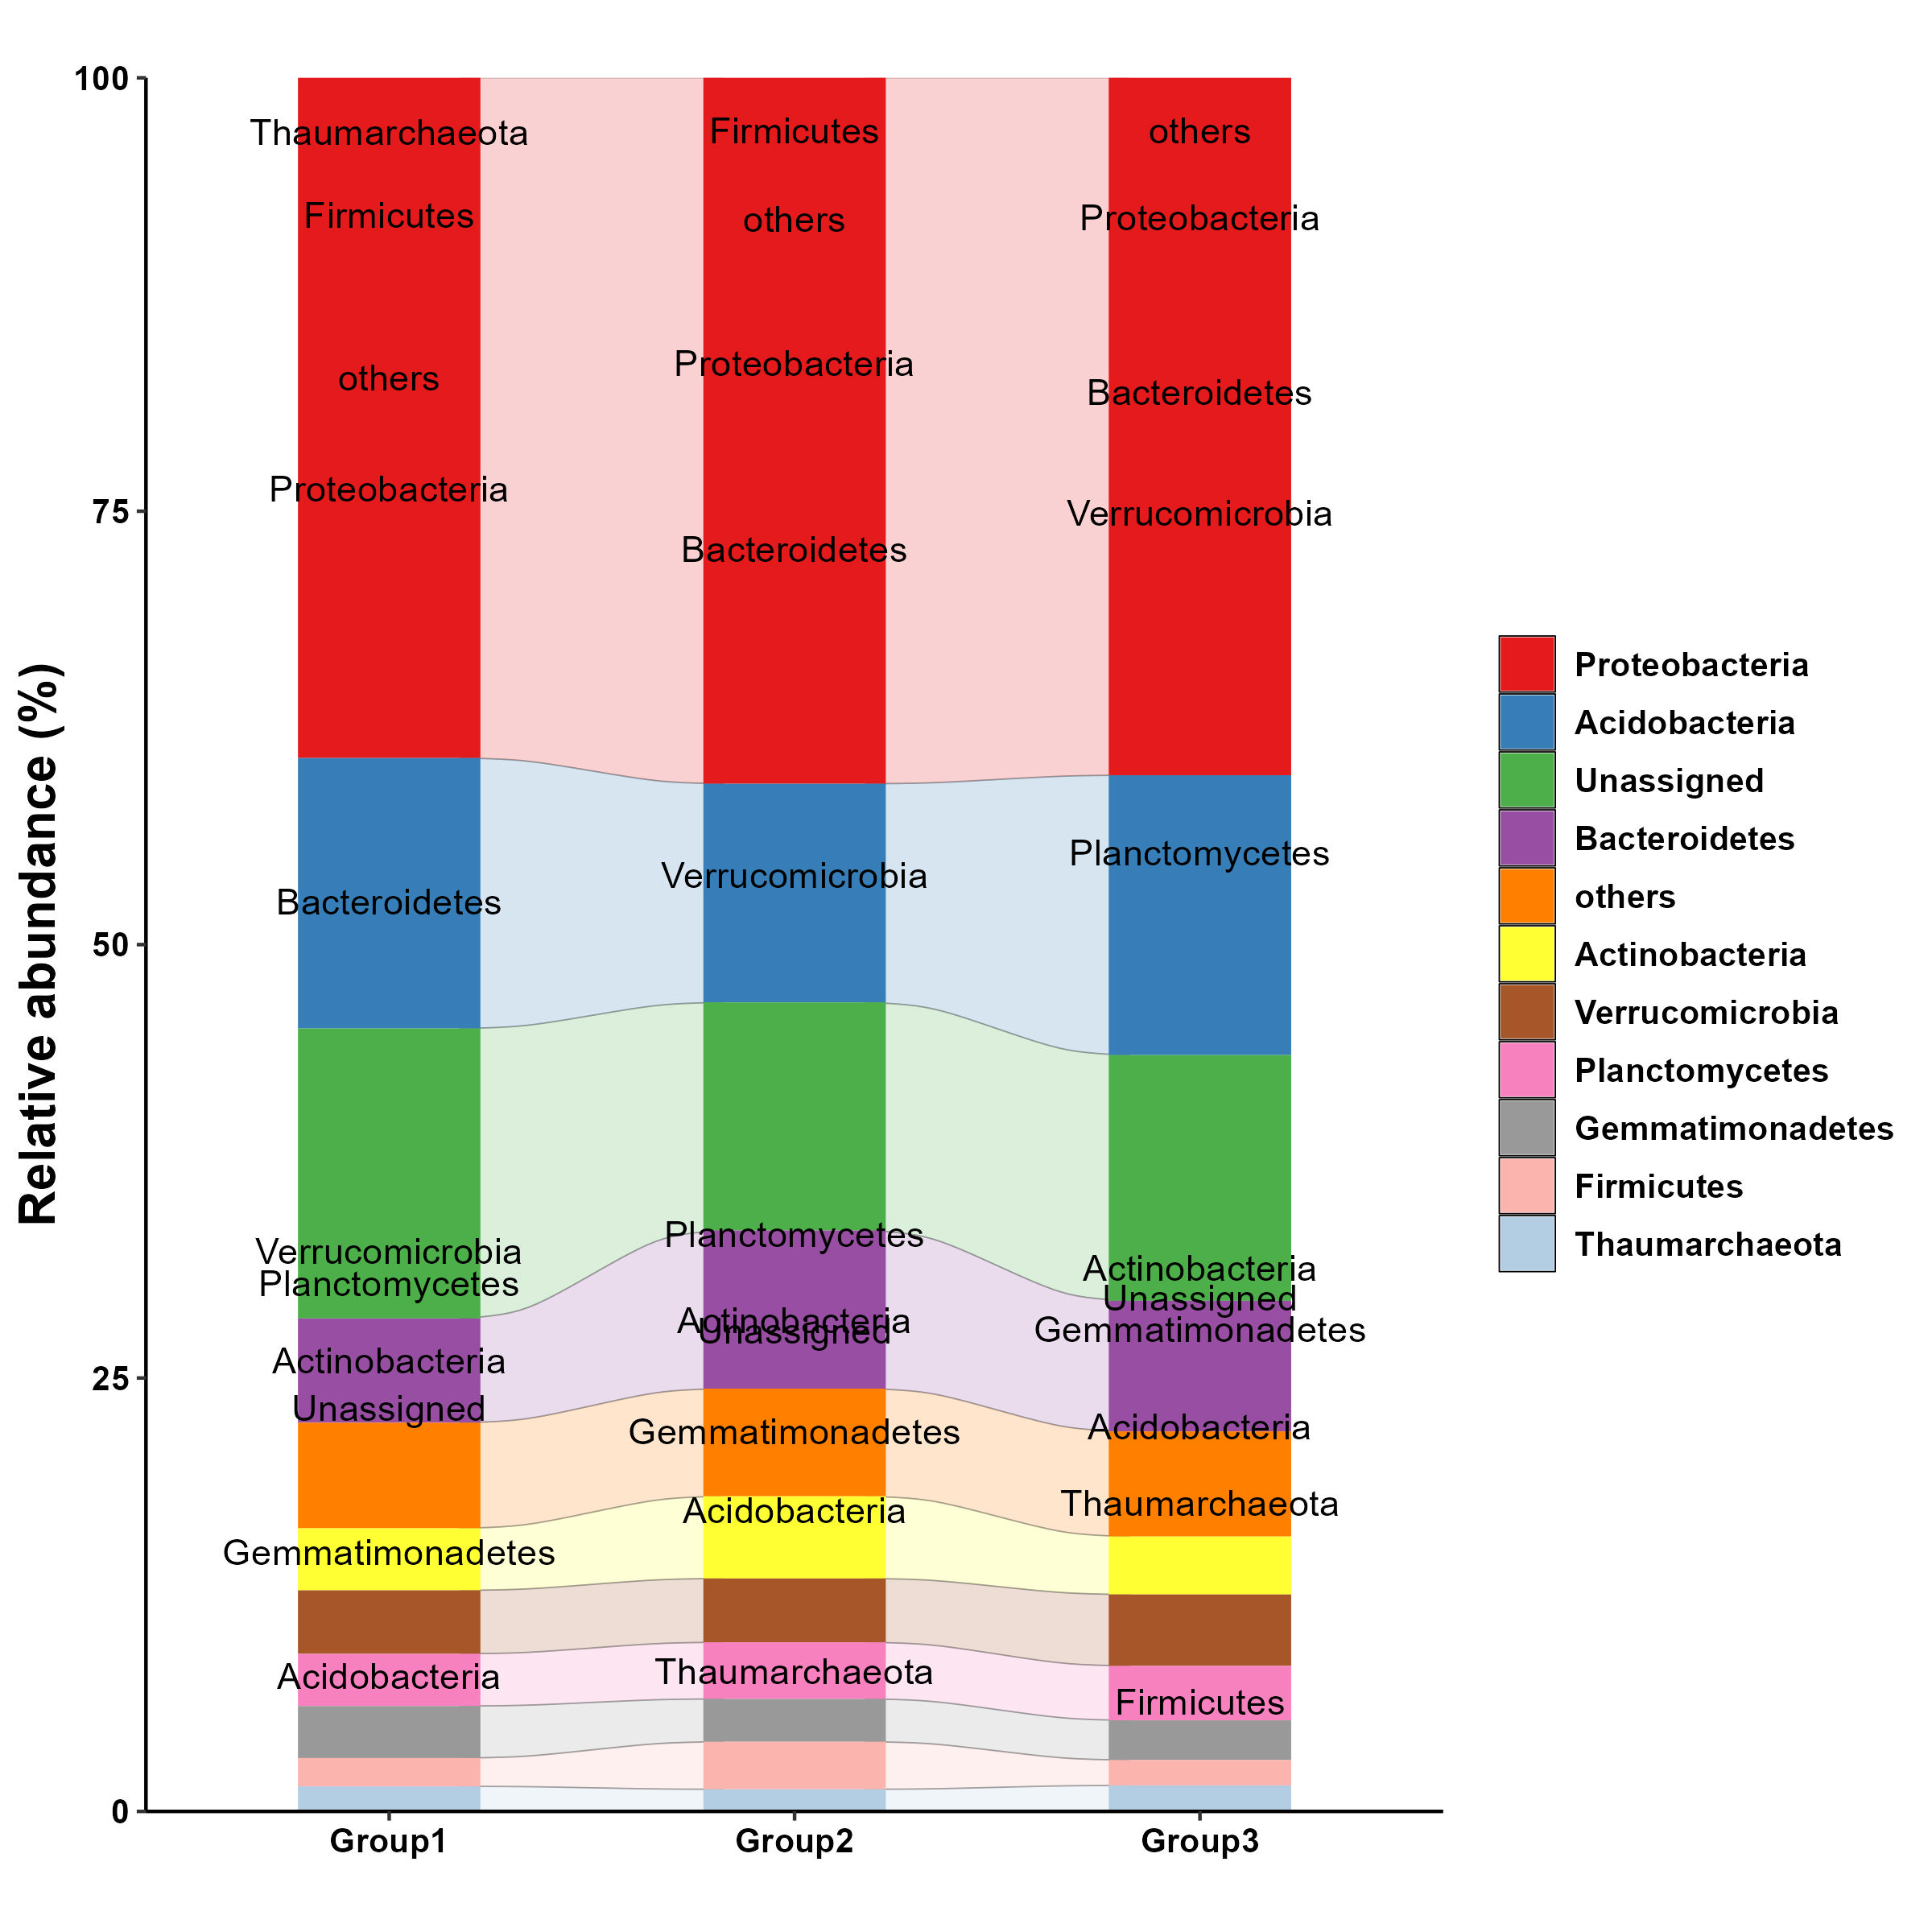 Relative abundance (%)
100
75
50
25
0
Thaumarchaeota
Firmicutes
others
Proteobacteria
Bacteroidetes
Verrucomicrobia
Planctomycetes
Actinobacteria
Unassigned
Gemmatimonadetes
Acidobacteria
Firmicutes
others
Proteobacteria
Bacteroidetes
Verrucomicrobia
Planctomycetes
Actinobacteria
Unassigned
Gemmatimonadetes
Acidobacteria
Thaumarchaeota
others
Proteobacteria
Bacteroidetes
Verrucomicrobia
Planctomycetes
Actinobacteria
Unassigned
Gemmatimonadetes
Acidobacteria
Thaumarchaeota
Firmicutes
Group1
Group2
Group3
Proteobacteria
Acidobacteria
Unassigned
Bacteroidetes
others
Actinobacteria
Verrucomicrobia
Planctomycetes
Gemmatimonadetes
Firmicutes
Thaumarchaeota